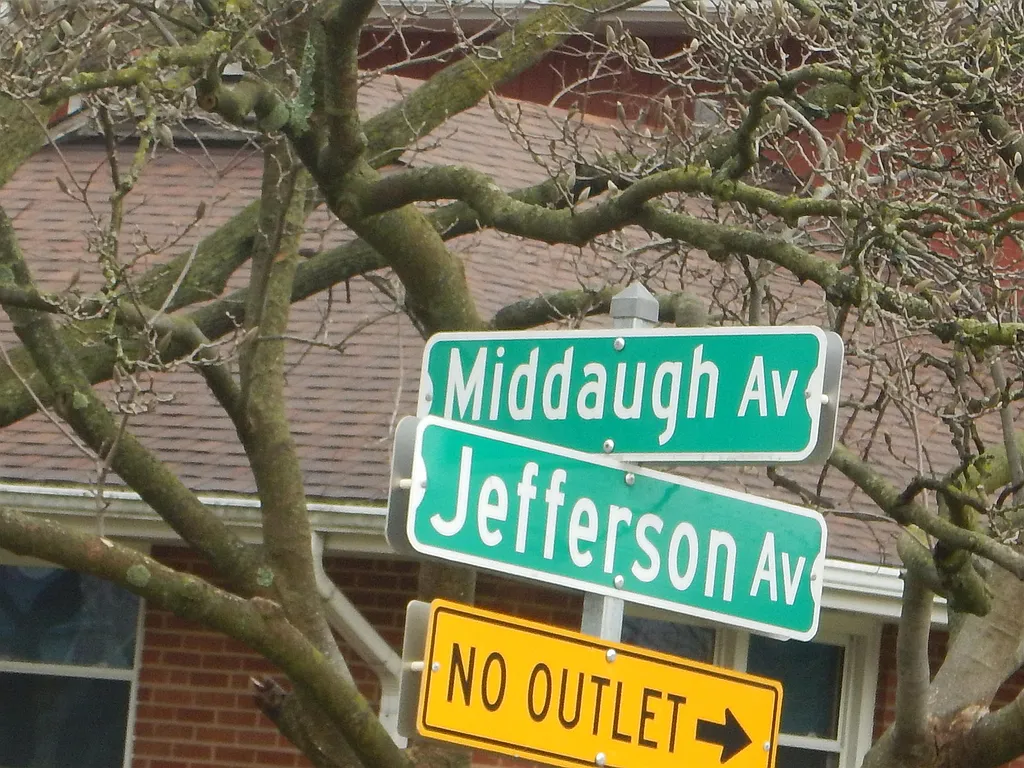 Middaugh Av
Jefferson Av
NO OUTLET